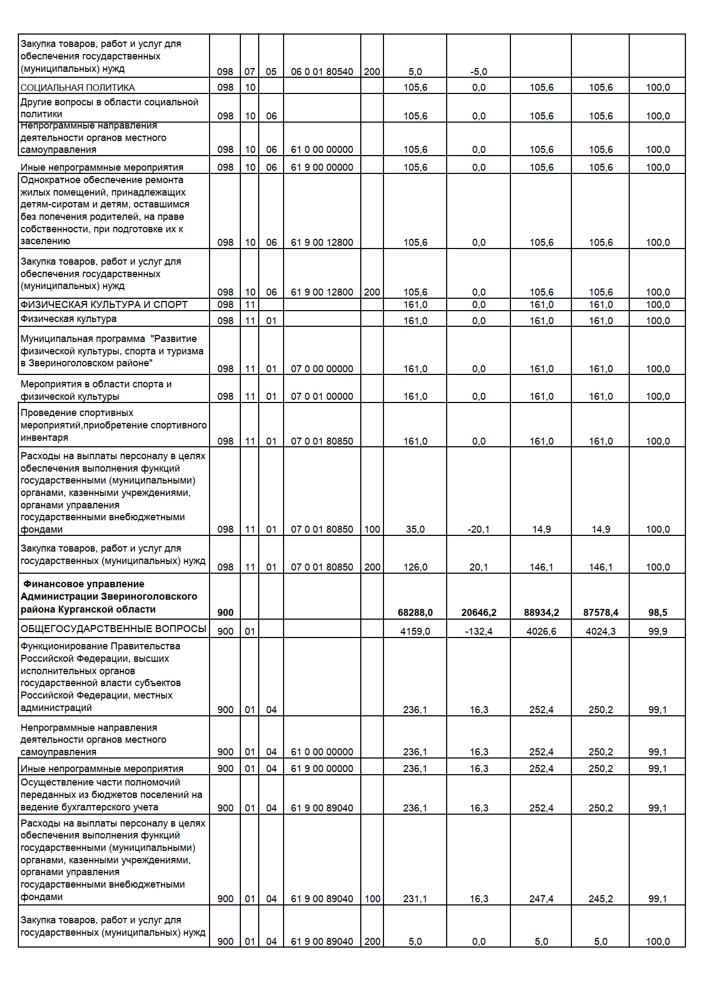 Закупка товаров, работ и услуг для
обеспечения государственных
(муниципальных) нужд 098 07 05 06 0 01 80540 200 5,0 -5,0
СОЦИАЛЬНАЯ ПОЛИТИКА 098 10 105,6 0,0 105,6 105,6 100,0
Другие вопросы в области социальной
политики 098 10 06 105,6 0,0 105,6 105,6 100,0
Непрограммные направления
деятельности органов местного
самоуправления 098 10 06 61 0 00 00000 105,6 0,0 105,6 105,6 100,0
Иные непрограммные мероприятия 098 10 06 61 9 00 00000 105,6 0,0 105,6 105,6 100,0
Однократное обеспечение ремонта
жилых помещений, принадлежащих
детям-сиротам и детям, оставшимся
без попечения родителей, на праве
собственности, при подготовке их к
заселению 098 10 06 61 9 00 12800 105,6 0,0 105,6 105,6 100,0
Закупка товаров, работ и услуг для
обеспечения государственных
(муниципальных) нужд 098 10 06 61 9 00 12800 200 105,6 0,0 105,6 105,6 100,0
ФИЗИЧЕСКАЯ КУЛЬТУРА И СПОРТ 098 11 161,0 0,0 161,0 161,0 100,0
Физическая культура 098 11 01 161,0 0,0 161,0 161,0 100,0
Муниципальная программа "Развитие
физической культуры, спорта и туризма
в Звериноголовском районе" 098 11 01 07 0 00 00000 161,0 0,0 161,0 161,0 100,0
Мероприятия в области спорта и
физической культуры 098 11 01 07 0 01 00000 161,0 0,0 161,0 161,0 100,0
Проведение спортивных
мероприятий,приобретение спортивного
инвентаря 098 11 01 07 0 01 80850 161,0 0,0 161,0 161,0 100,0
Расходы на выплаты персоналу в целях
обеспечения выполнения функций
государственными (муниципальными)
органами, казенными учреждениями,
органами управления
государственными внебюджетными
фондами 098 11 01 07 0 01 80850 100 35,0 -20,1 14,9 14,9 100,0
Закупка товаров, работ и услуг для
государственных (муниципальных) нужд 098 11 01 07 0 01 80850 200 126,0 20,1 146,1 146,1 100,0
Финансовое управление
Администрации Звериноголовского
района Курганской области 900 68288,0 20646,2 88934,2 87578,4 98,5
ОБЩЕГОСУДАРСТВЕННЫЕ ВОПРОСЫ 900 01 4159,0 -132,4 4026,6 4024,3 99,9
Функционирование Правительства
Российской Федерации, высших
исполнительных органов
государственной власти субъектов
Российской Федерации, местных
администраций 900 01 04 236,1 16,3 252,4 250,2 99,1
Непрограммные направления
деятельности органов местного
самоуправления 900 01 04 61 0 00 00000 236,1 16,3 252,4 250,2 99,1
Иные непрограммные мероприятия 900 01 04 61 9 00 00000 236,1 16,3 252,4 250,2 99,1
Осуществление части полномочий
переданных из бюджетов поселений на
ведение бухгалтерского учета 900 01 04 61 9 00 89040 236,1 16,3 252,4 250,2 99,1
Расходы на выплаты персоналу в целях
обеспечения выполнения функций
государственными (муниципальными)
органами, казенными учреждениями,
органами управления
государственными внебюджетными
фондами 900 01 04 61 9 00 89040 100 231,1 16,3 247,4 245,2 99,1
Закупка товаров, работ и услуг для
государственных (муниципальных) нужд 900 01 04 61 9 00 89040 200 5,0 0,0 5,0 5,0 100,0